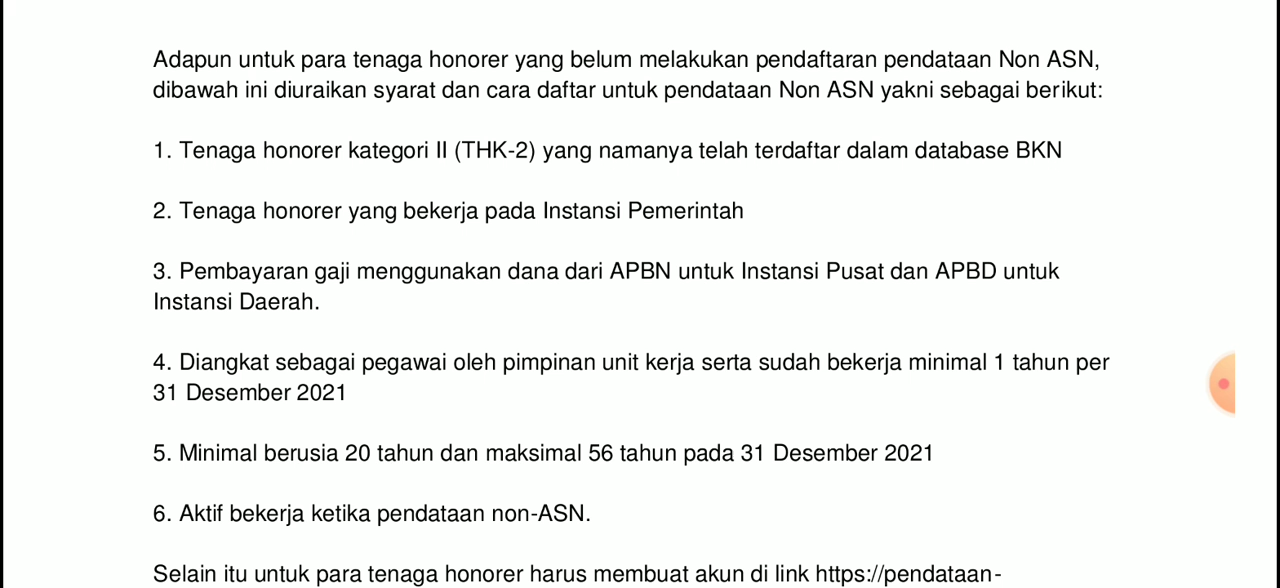 Adapun untuk para tenaga honorer yang belum melakukan pendaftaran pendataan Non ASN,
dibawah ini diuraikan syarat dan cara daftar untuk pendataan Non ASN yakni sebagai berikut:
1. Tenaga honorer kategori II (THK-2) yang namanya telah terdaftar dalam database BKN
2. Tenaga honorer yang bekerja pada Instansi Pemerintah
3. Pembayaran gaji menggunakan dana dari APBN untuk Instansi Pusat dan APBD untuk
Instansi Daerah.
4. Diangkat sebagai pegawai oleh pimpinan unit kerja serta sudah bekerja minimal 1 tahun per
31 Desember 2021
5. Minimal berusia 20 tahun dan maksimal 56 tahun pada 31 Desember 2021
6. Aktif bekerja ketika pendataan non-ASN.
Selain itu untuk para tenaga honorer harus membuat akun di link https://pendataan-